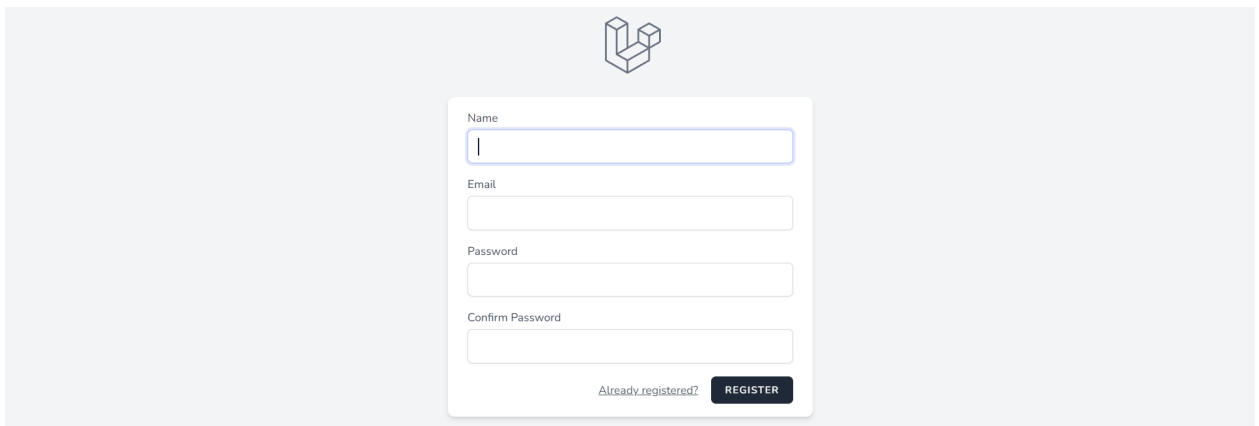 Name
Email
Password
Confirm Password
Already registered? REGISTER